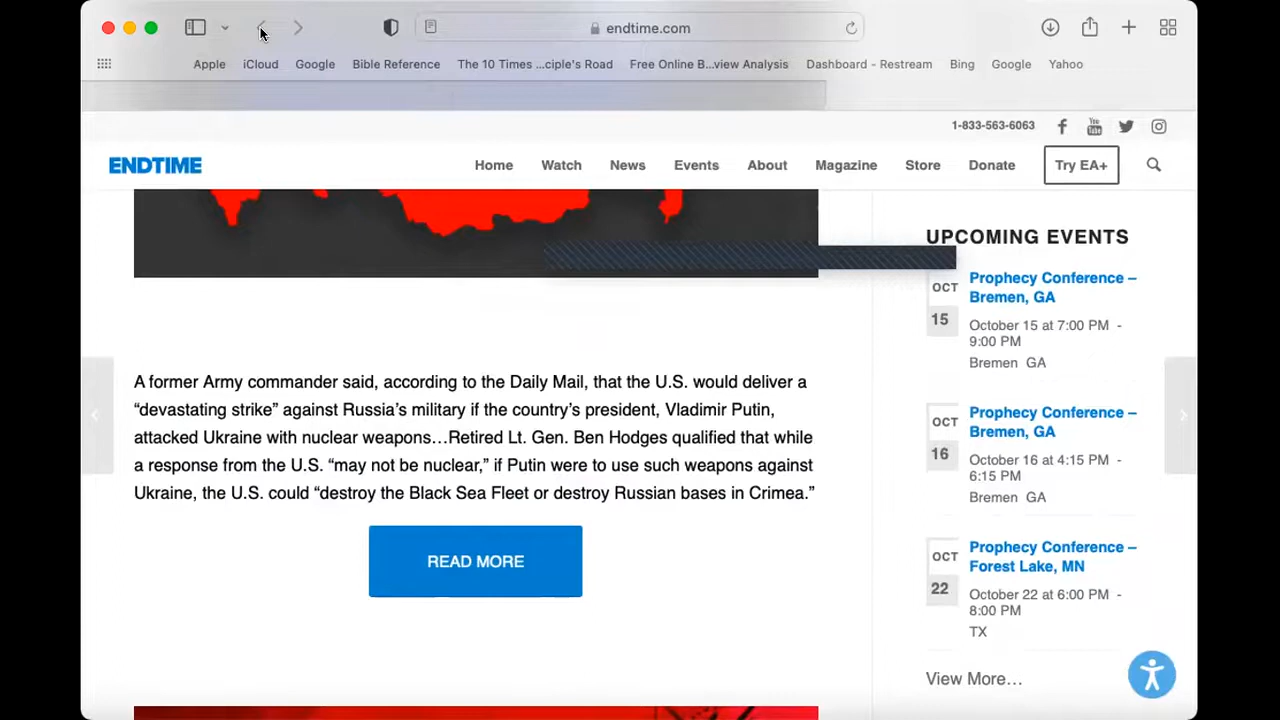 endtime.com
Apple iCloud Google Bible Reference The 10 Times ...ciple's Road Free Online B...view Analysis Dashboard - Restream Bing Google Yahoo
1-833-563-6063
You Tube
ENDTIME
Home Watch News Events About Magazine Store Donate Try EA+
A former Army commander said, according to the Daily Mail, that the U.S. would deliver a
“devastating strike” against Russia’s military if the country’s president, Vladimir Putin,
attacked Ukraine with nuclear weapons…Retired Lt. Gen. Ben Hodges qualified that while
a response from the U.S. “may not be nuclear,” if Putin were to use such weapons against
Ukraine, the U.S. could “destroy the Black Sea Fleet or destroy Russian bases in Crimea.”
READ MORE
UPCOMING EVENTS
OCT
15
Prophecy Conference –
Bremen, GA
October 15 at 7:00 PM -
9:00 PM
Bremen GA
OCT
16
Prophecy Conference –
Bremen, GA
October 16 at 4:15 PM -
6:15 PM
Bremen GA
OCT
22
Prophecy Conference –
Forest Lake, MN
October 22 at 6:00 PM -
8:00 PM
TX
View More…